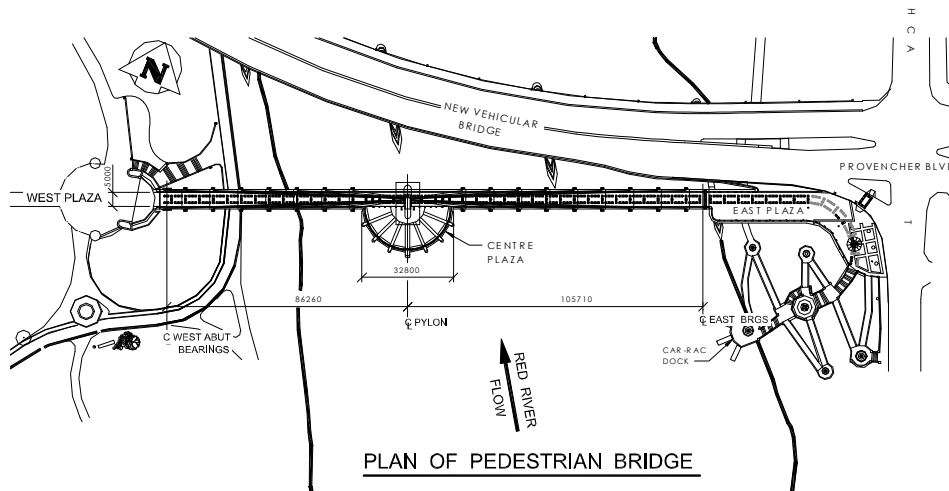 H
C
A
N
NEW VEHICULAR
BRIDGE
PROVENCHER BLV
5000
WEST PLAZA
EAST PLAZA
T
CENTRE
PLAZA
32800
86260
105710
℄ PYLON
℄ EAST BRGS
C WEST ABUT
BEARINGS
CAR-RAC
DOCK
RED RIVER
FLOW
PLAN OF PEDESTRIAN BRIDGE